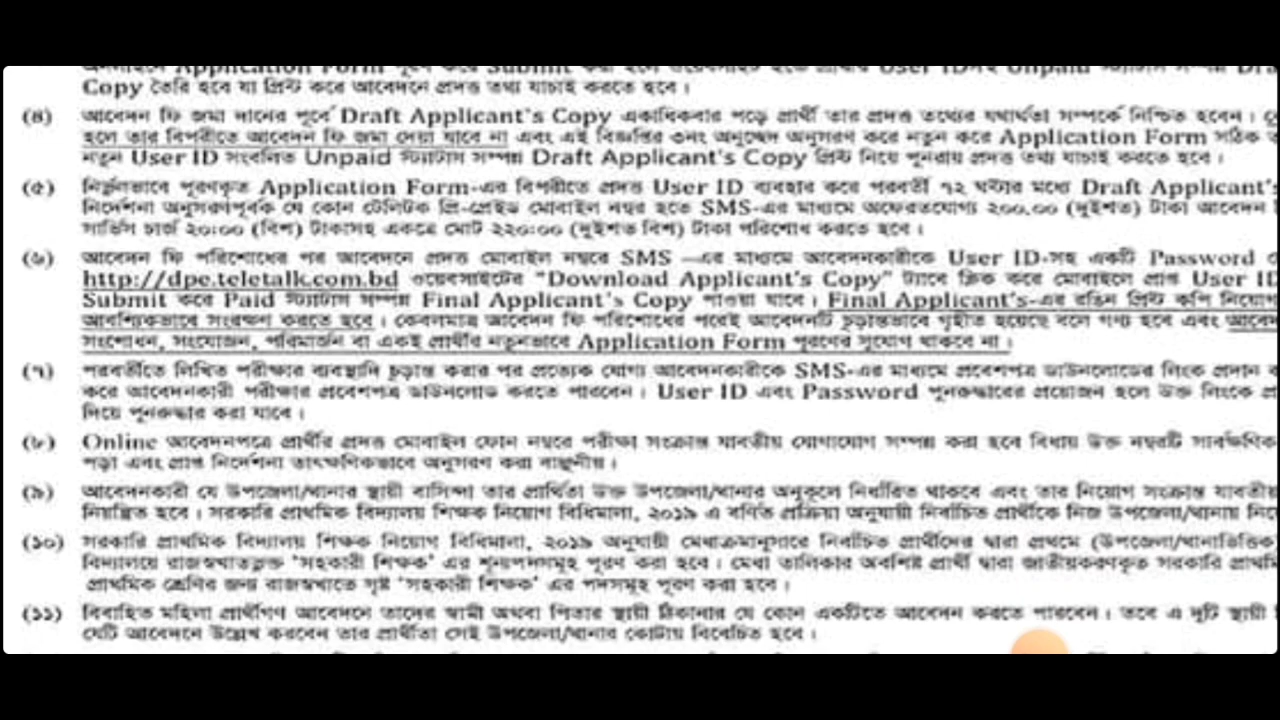 Copy তৈরি হবে যা প্রিন্ট করে আবেদনে প্রদত্ত তথ্য যাচাই করতে হবে।
(৪) আবেদন ফি জমা দানের পূর্বে Draft Applicant's Copy একাধিকবার পড়ে প্রার্থী তার প্রদত্ত তথ্যের যথার্থতা সম্পর্কে নিশ্চিত হবেন।
হলে তার বিপরীতে আবেদন ফি জমা দেয়া যাবে না এবং এই বিজ্ঞপ্তির ৩নং অনুচ্ছেদ অনুসরণ করে নতুন করে Application Form সঠিক
নতুন User ID সংবলিত Unpaid স্ট্যাটাস সম্পন্ন Draft Applicant's Copy প্রিন্ট নিয়ে পুনরায় প্রদত্ত তথ্য যাচাই করতে হবে।
(৫) নির্ভুলভাবে পূরণকৃত Application Form-এর বিপরীতে প্রদত্ত User ID ব্যবহার করে পরবর্তী ৭২ ঘন্টার মধ্যে Draft Applicant's
নির্দেশনা অনুসরণপূর্বক যে কোন টেলিটক প্রি-প্রেইড মোবাইল নম্বর হতে SMS-এর মাধ্যমে অফেরতযোগ্য ২০০.০০ (দুইশত) টাকা আবেদন
সার্ভিস চার্জ ২০:০০ (বিশ) টাকাসহ একত্রে মোট ২২০:০০ (দুইশত বিশ) টাকা পরিশোধ করতে হবে।
(৬) আবেদন ফি পরিশোধের পর আবেদনে প্রদত্ত মোবাইল নম্বরে SMS –এর মাধ্যমে আবেদনকারীকে User ID-সহ একটি Password
http://dpe.teletalk.com.bd ওয়েবসাইটের "Download Applicant's Copy" ট্যাবে ক্লিক করে মোবাইলে প্রাপ্ত User ID
Submit করে Paid স্ট্যাটাস সম্পন্ন Final Applicant's Copy পাওয়া যাবে। Final Applicant's-এর রঙিন প্রিন্ট কপি নিয়োগ
আবশ্যিকভাবে সংরক্ষণ করতে হবে। কেবলমাত্র আবেদন ফি পরিশোধের পরেই আবেদনটি চূড়ান্তভাবে গৃহীত হয়েছে বলে গন্য হবে এবং আবেদ
সংশোধন, সংযোজন, পরিমার্জন বা একই প্রার্থীর নতুনভাবে Application Form পূরণের সুযোগ থাকবে না।
(৭) পরবর্তীতে লিখিত পরীক্ষার ব্যবস্থাদি চূড়ান্ত করার পর প্রত্যেক যোগ্য আবেদনকারীকে SMS-এর মাধ্যমে প্রবেশপত্র ডাউনলোডের লিংক প্রদান
করে আবেদনকারী পরীক্ষার প্রবেশপত্র ডাউনলোড করতে পারবেন। User ID এবং Password পুনরুদ্ধারের প্রয়োজন হলে উক্ত লিংকে
দিয়ে পুনরুদ্ধার করা যাবে।
(৮) Online আবেদনপত্রে প্রার্থীর প্রদত্ত মোবাইল ফোন নম্বরে পরীক্ষা সংক্রান্ত যাবতীয় যোগাযোগ সম্পন্ন করা হবে বিধায় উক্ত নম্বরটি সার্বক্ষণিক
পড়া এবং প্রাপ্ত নির্দেশনা তাৎক্ষণিকভাবে অনুসরণ করা বাঞ্ছনীয়।
(৯) আবেদনকারী যে উপজেলা/থানার স্থায়ী বাসিন্দা তার প্রার্থিতা উক্ত উপজেলা/থানার অনুকূলে নির্ধারিত থাকবে এবং তার নিয়োগ সংক্রান্ত যাবতীয়
নিয়ন্ত্রিত হবে। সরকারি প্রাথমিক বিদ্যালয় শিক্ষক নিয়োগ বিধিমালা, ২০১৯ এ বর্ণিত প্রক্রিয়া অনুযায়ী নির্বাচিত প্রার্থীকে নিজ উপজেলা/থানায়
(১০) সরকারি প্রাথমিক বিদ্যালয় শিক্ষক নিয়োগ বিধিমালা, ২০১৯ অনুযায়ী মেধাক্রমানুসারে নির্বাচিত প্রার্থীদের দ্বারা প্রথমে (উপজেলা/থানাভিত্তিক
বিদ্যালয়ে রাজস্বখাতভুক্ত 'সহকারী শিক্ষক' এর শূন্যপদসমূহ পূরণ করা হবে। মেধা তালিকার অবশিষ্ট প্রার্থী দ্বারা জাতীয়করণকৃত সরকারি
প্রাথমিক শ্রেণির জন্য রাজস্বখাতে সৃষ্ট 'সহকারী শিক্ষক' এর পদসমূহ পূরণ করা হবে।
(১১) বিবাহিত মহিলা প্রার্থীগণ আবেদনে তাদের স্বামী অথবা পিতার স্থায়ী ঠিকানার যে কোন একটিতে আবেদন করতে পারবেন। তবে এ দুটি স্থায়ী
যেটি আবেদনে উল্লেখ করবেন তার প্রার্থীতা সেই উপজেলা/থানার কোটায় বিবেচিত হবে।